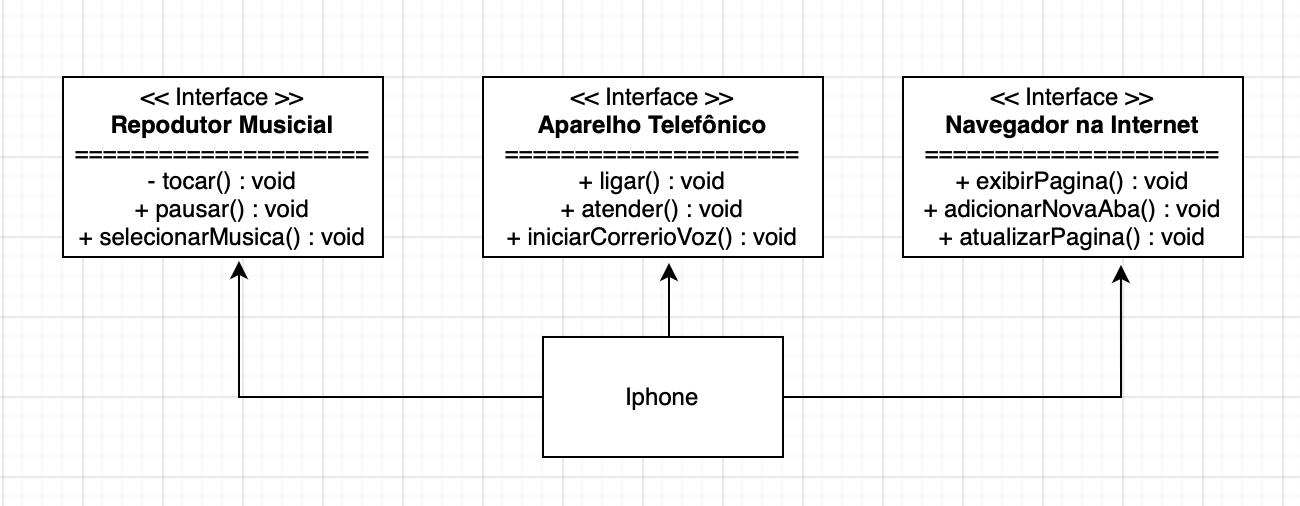 << Interface >>
Repodutor Musicial
=====================
- tocar() : void
+ pausar() : void
+ selecionarMusica() : void
<< Interface >>
Aparelho Telefônico
=====================
+ ligar() : void
+ atender() : void
+ iniciarCorrerioVoz() : void
<< Interface >>
Navegador na Internet
=====================
+ exibirPagina() : void
+ adicionarNovaAba() : void
+ atualizarPagina() : void
Iphone